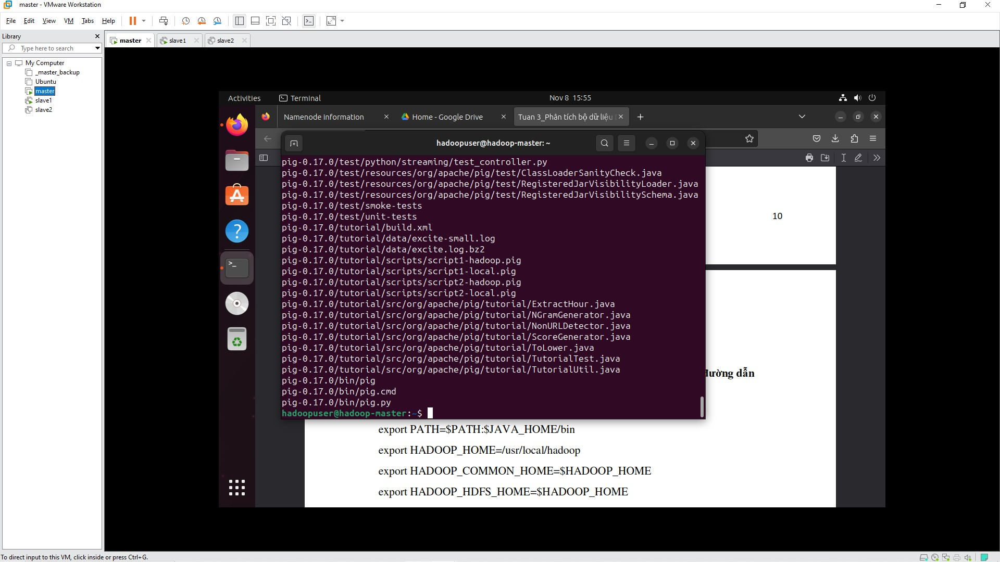 master - VMware Workstation
File Edit View VM Tabs Help
Library
Type here to search
My Computer
_master_backup
Ubuntu
master
slave1
slave2
master
slave1
slave2
Activities
Terminal
Nov 8 15:55
Namenode information
Home - Google Drive
Tuan 3_Phân tích bộ dữ liệu
hadoopuser@hadoop-master: ~
pig-0.17.0/test/python/streaming/test_controller.py
pig-0.17.0/test/resources/org/apache/pig/test/ClassLoaderSanityCheck.java
pig-0.17.0/test/resources/org/apache/pig/test/RegisteredJarVisibilityLoader.java
pig-0.17.0/test/resources/org/apache/pig/test/RegisteredJarVisibilitySchema.java
pig-0.17.0/test/smoke-tests
pig-0.17.0/test/unit-tests
pig-0.17.0/tutorial/build.xml
pig-0.17.0/tutorial/data/excite-small.log
pig-0.17.0/tutorial/data/excite.log.bz2
pig-0.17.0/tutorial/scripts/script1-hadoop.pig
pig-0.17.0/tutorial/scripts/script1-local.pig
pig-0.17.0/tutorial/scripts/script2-hadoop.pig
pig-0.17.0/tutorial/scripts/script2-local.pig
pig-0.17.0/tutorial/src/org/apache/pig/tutorial/ExtractHour.java
pig-0.17.0/tutorial/src/org/apache/pig/tutorial/NGramGenerator.java
pig-0.17.0/tutorial/src/org/apache/pig/tutorial/NonURLDetector.java
pig-0.17.0/tutorial/src/org/apache/pig/tutorial/ScoreGenerator.java
pig-0.17.0/tutorial/src/org/apache/pig/tutorial/ToLower.java
pig-0.17.0/tutorial/src/org/apache/pig/tutorial/TutorialTest.java
pig-0.17.0/tutorial/src/org/apache/pig/tutorial/TutorialUtil.java
pig-0.17.0/bin/pig
pig-0.17.0/bin/pig.cmd
pig-0.17.0/bin/pig.py
hadoopuser@hadoop-master:~$
10
đường dẫn
export PATH=$PATH:$JAVA_HOME/bin
export HADOOP_HOME=/usr/local/hadoop
export HADOOP_COMMON_HOME=$HADOOP_HOME
export HADOOP_HDFS_HOME=$HADOOP_HOME
To direct input to this VM, click inside or press Ctrl+G.